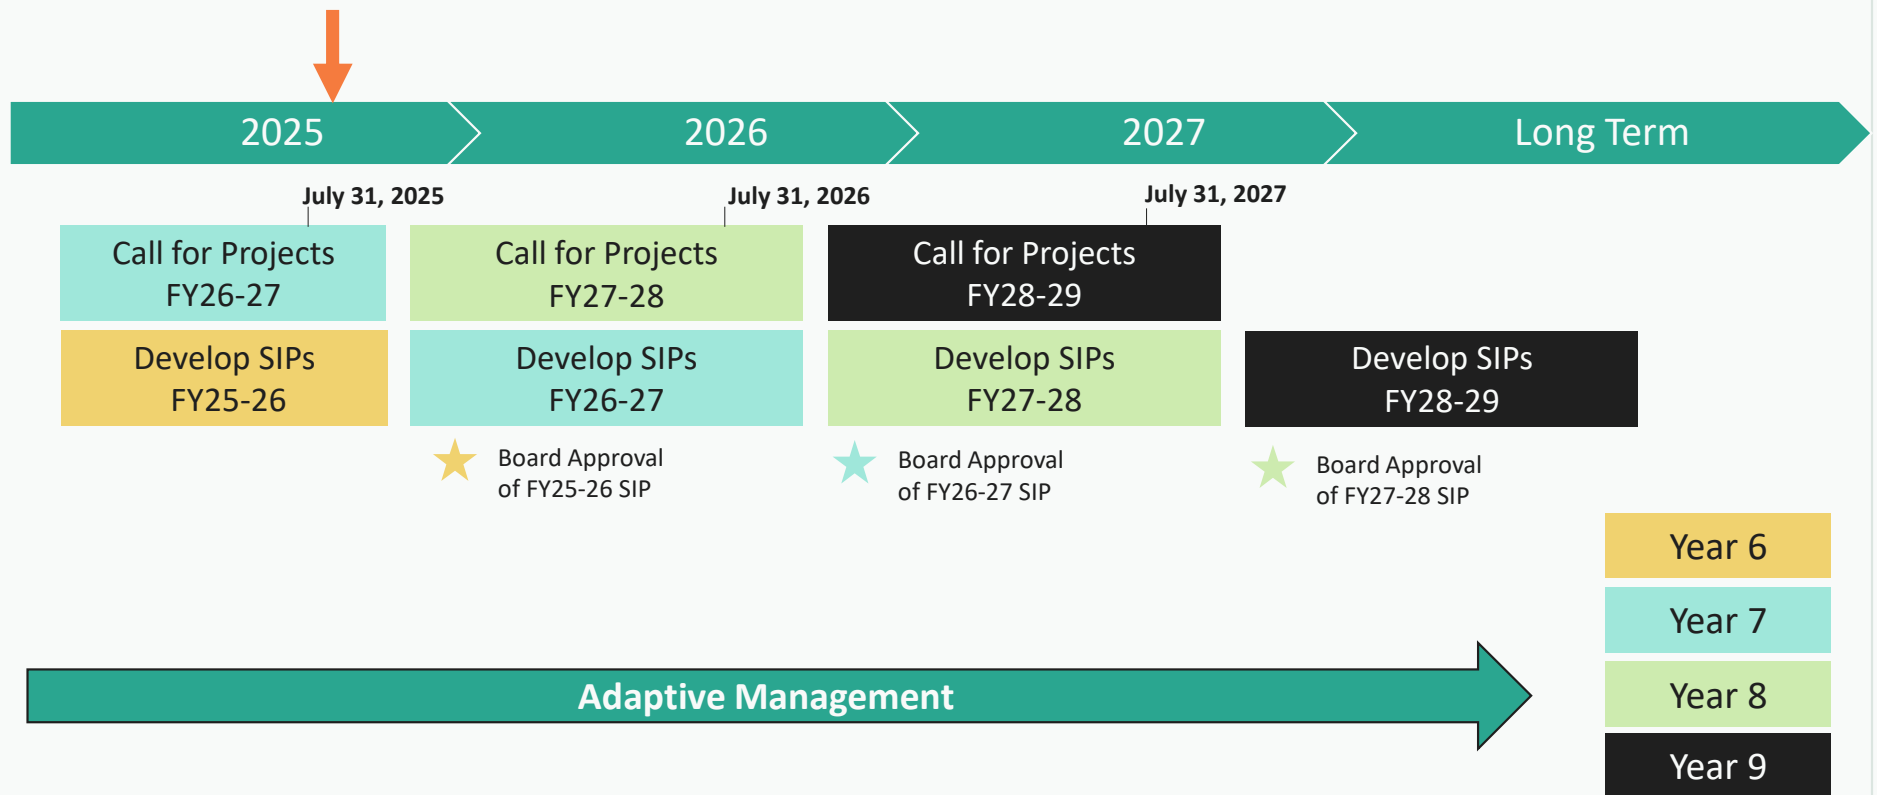 2025
2026
2027
Long Term
July 31, 2025
July 31, 2026
July 31, 2027
Call for Projects
FY26-27
Call for Projects
FY27-28
Call for Projects
FY28-29
Develop SIPs
FY25-26
Develop SIPs
FY26-27
Develop SIPs
FY27-28
Develop SIPs
FY28-29
Board Approval
of FY25-26 SIP
Board Approval
of FY26-27 SIP
Board Approval
of FY27-28 SIP
Year 6
Year 7
Year 8
Year 9
Adaptive Management